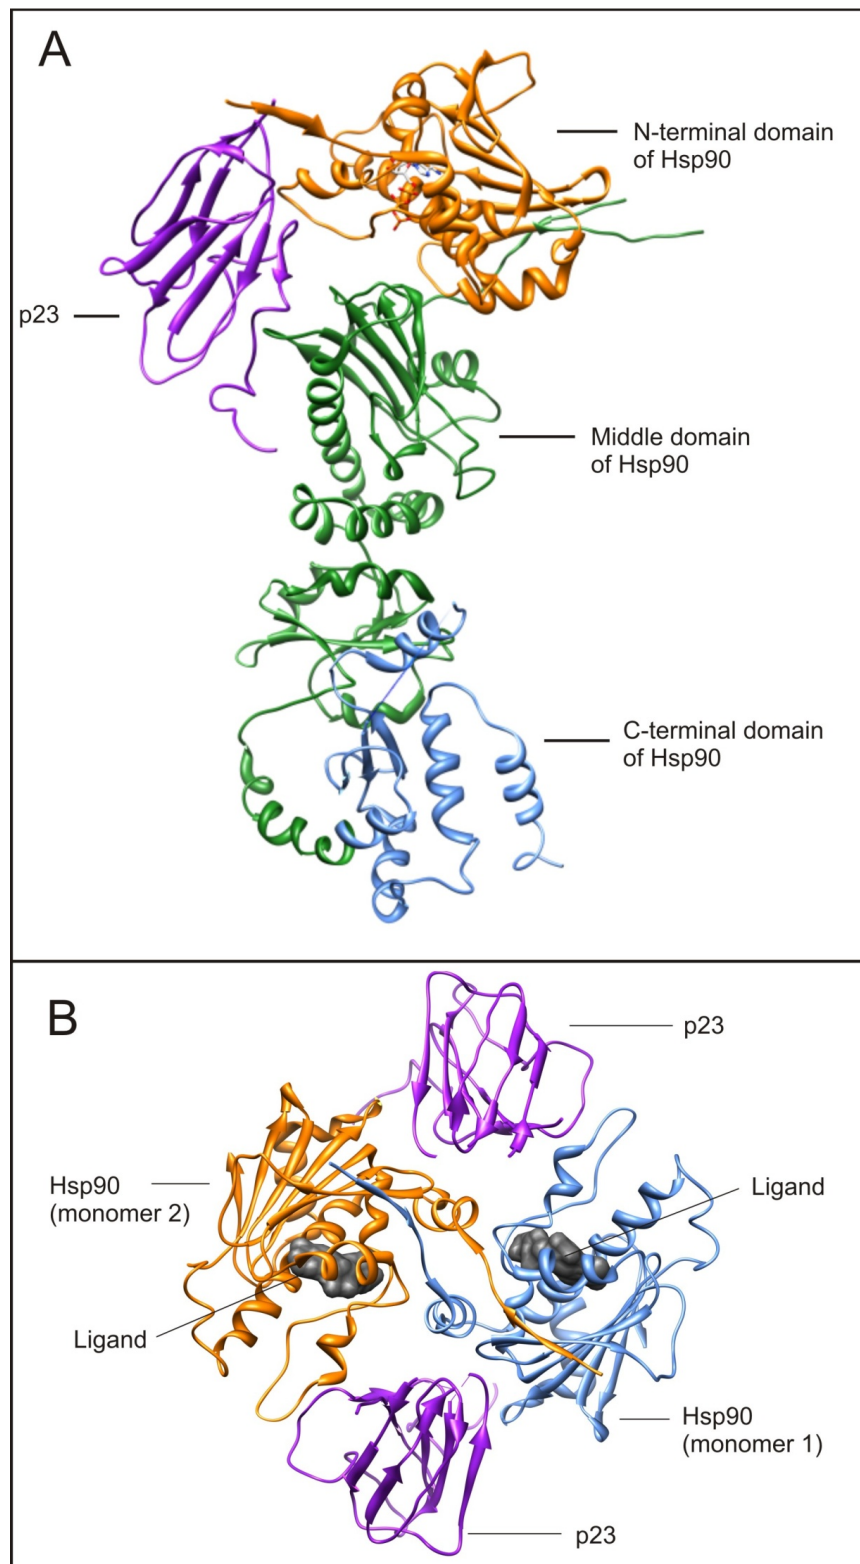 A
N-terminal domain
of Hsp90
p23
Middle domain
of Hsp90
C-terminal domain
of Hsp90
B
p23
Hsp90
(monomer 2)
Ligand
Ligand
Hsp90
(monomer 1)
p23